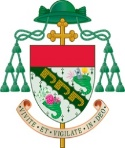 VIVITE · ET · VIGILATE · IN · DEO